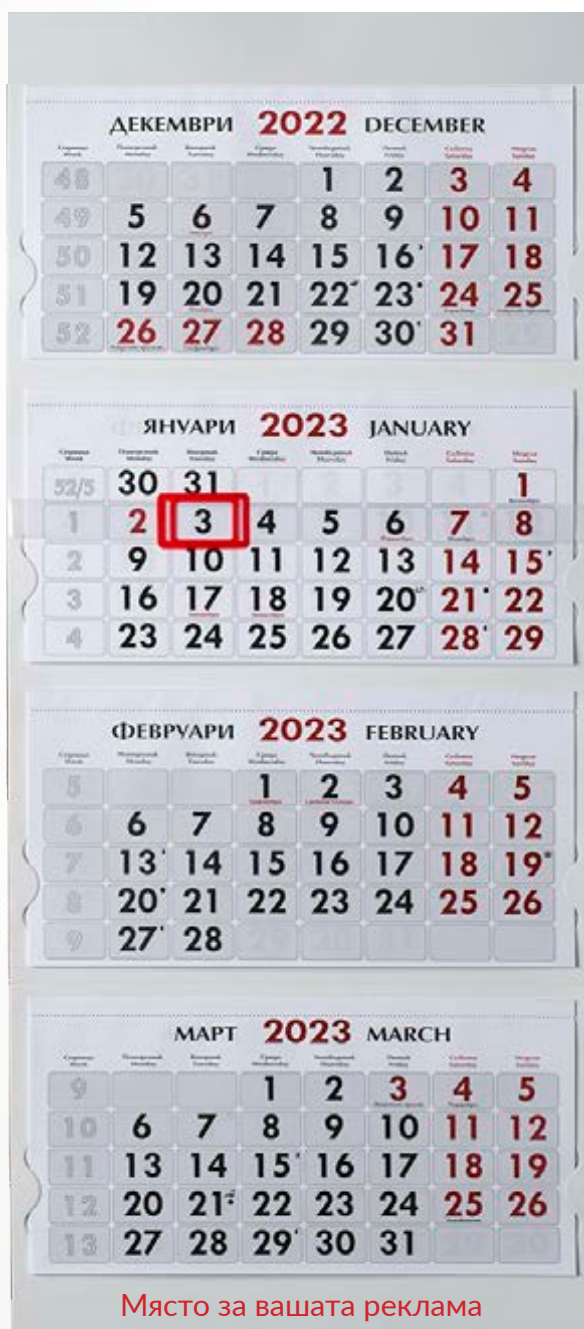 ДЕКЕМВРИ 2022 DECEMBER
48 1 2 3 4
49 5 6 7 8 9 10 11
50 12 13 14 15 16 17 18
51 19 20 21 22 23 24 25
52 26 27 28 29 30 31
ЯНУАРИ 2023 JANUARY
52/5 30 31 1
1 2 3 4 5 6 7 8
2 9 10 11 12 13 14 15
3 16 17 18 19 20 21 22
4 23 24 25 26 27 28 29
ФЕВРУАРИ 2023 FEBRUARY
5 1 2 3 4 5
6 6 7 8 9 10 11 12
7 13 14 15 16 17 18 19
8 20 21 22 23 24 25 26
9 27 28
МАРТ 2023 MARCH
9 1 2 3 4 5
10 6 7 8 9 10 11 12
11 13 14 15 16 17 18 19
12 20 21 22 23 24 25 26
13 27 28 29 30 31
Място за вашата реклама